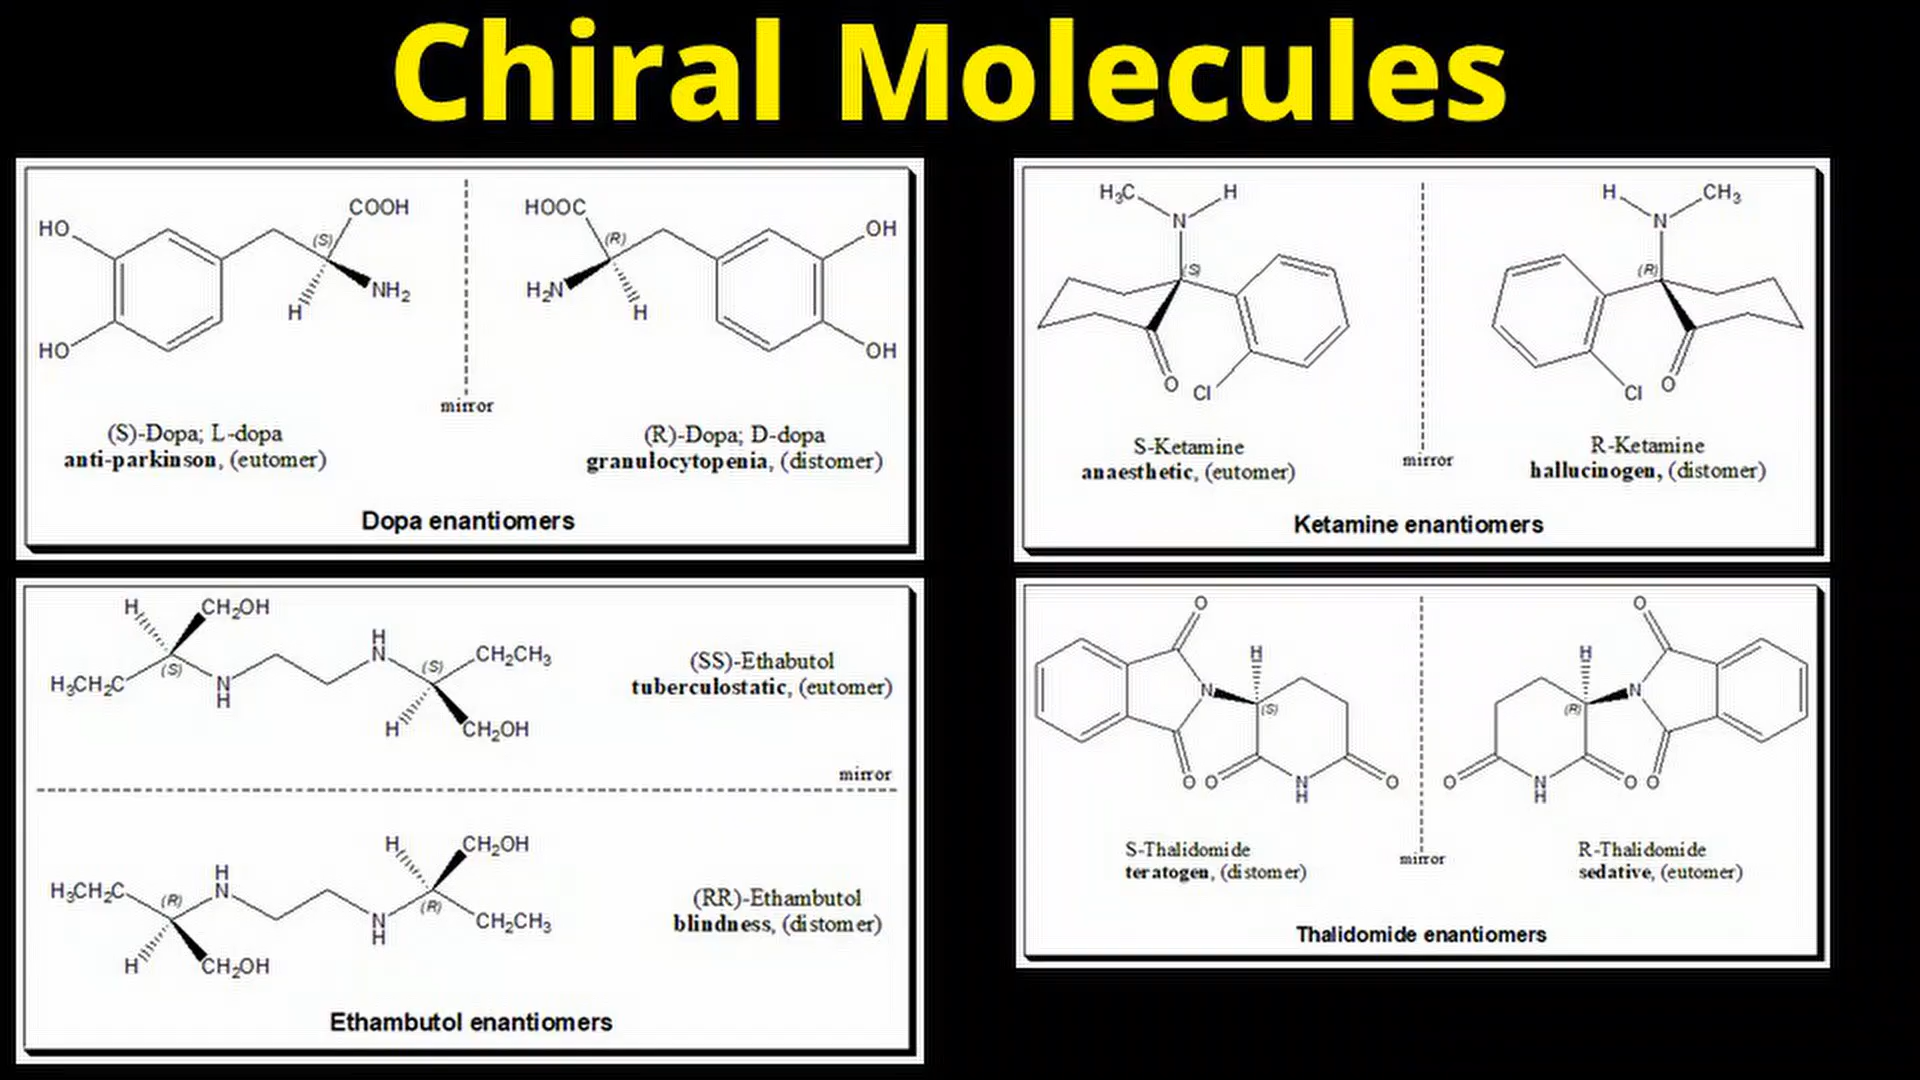 Chiral Molecules
HO
HO
(S)
COOH
NH₂
H
mirror
HOOC
(R)
H₂N
H
OH
OH
(S)-Dopa; L-dopa
anti-parkinson, (eutomer)
(R)-Dopa; D-dopa
granulocytopenia, (distomer)
Dopa enantiomers
H₃C
N
H
(S)
O
Cl
S-Ketamine
anaesthetic, (eutomer)
mirror
H
N
CH₃
(R)
Cl
O
R-Ketamine
hallucinogen, (distomer)
Ketamine enantiomers
H
CH₂OH
H₃CH₂C
(S)
N
H
H
N
(S)
CH₂CH₃
H
CH₂OH
(SS)-Ethabutol
tuberculostatic, (eutomer)
mirror
H₃CH₂C
(R)
H
N
H
CH₂OH
N
H
H
CH₂OH
(R)
CH₂CH₃
(RR)-Ethambutol
blindness, (distomer)
Ethambutol enantiomers
O
N
O
H
(S)
O
N
H
O
S-Thalidomide
teratogen, (distomer)
mirror
O
H
(R)
N
O
N
H
O
O
R-Thalidomide
sedative, (eutomer)
Thalidomide enantiomers